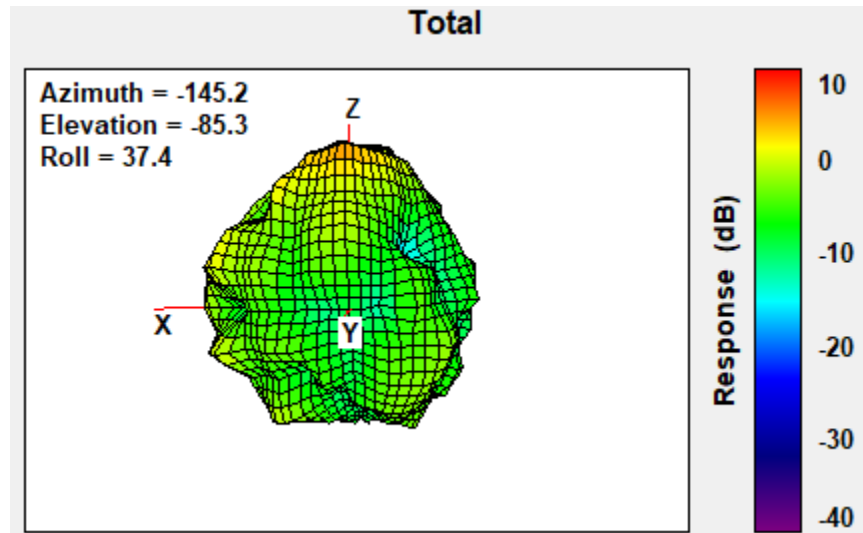 Total
Azimuth = -145.2
Elevation = -85.3
Roll = 37.4
Z
X
Y
10
0
-10
-20
-30
-40
Response (dB)